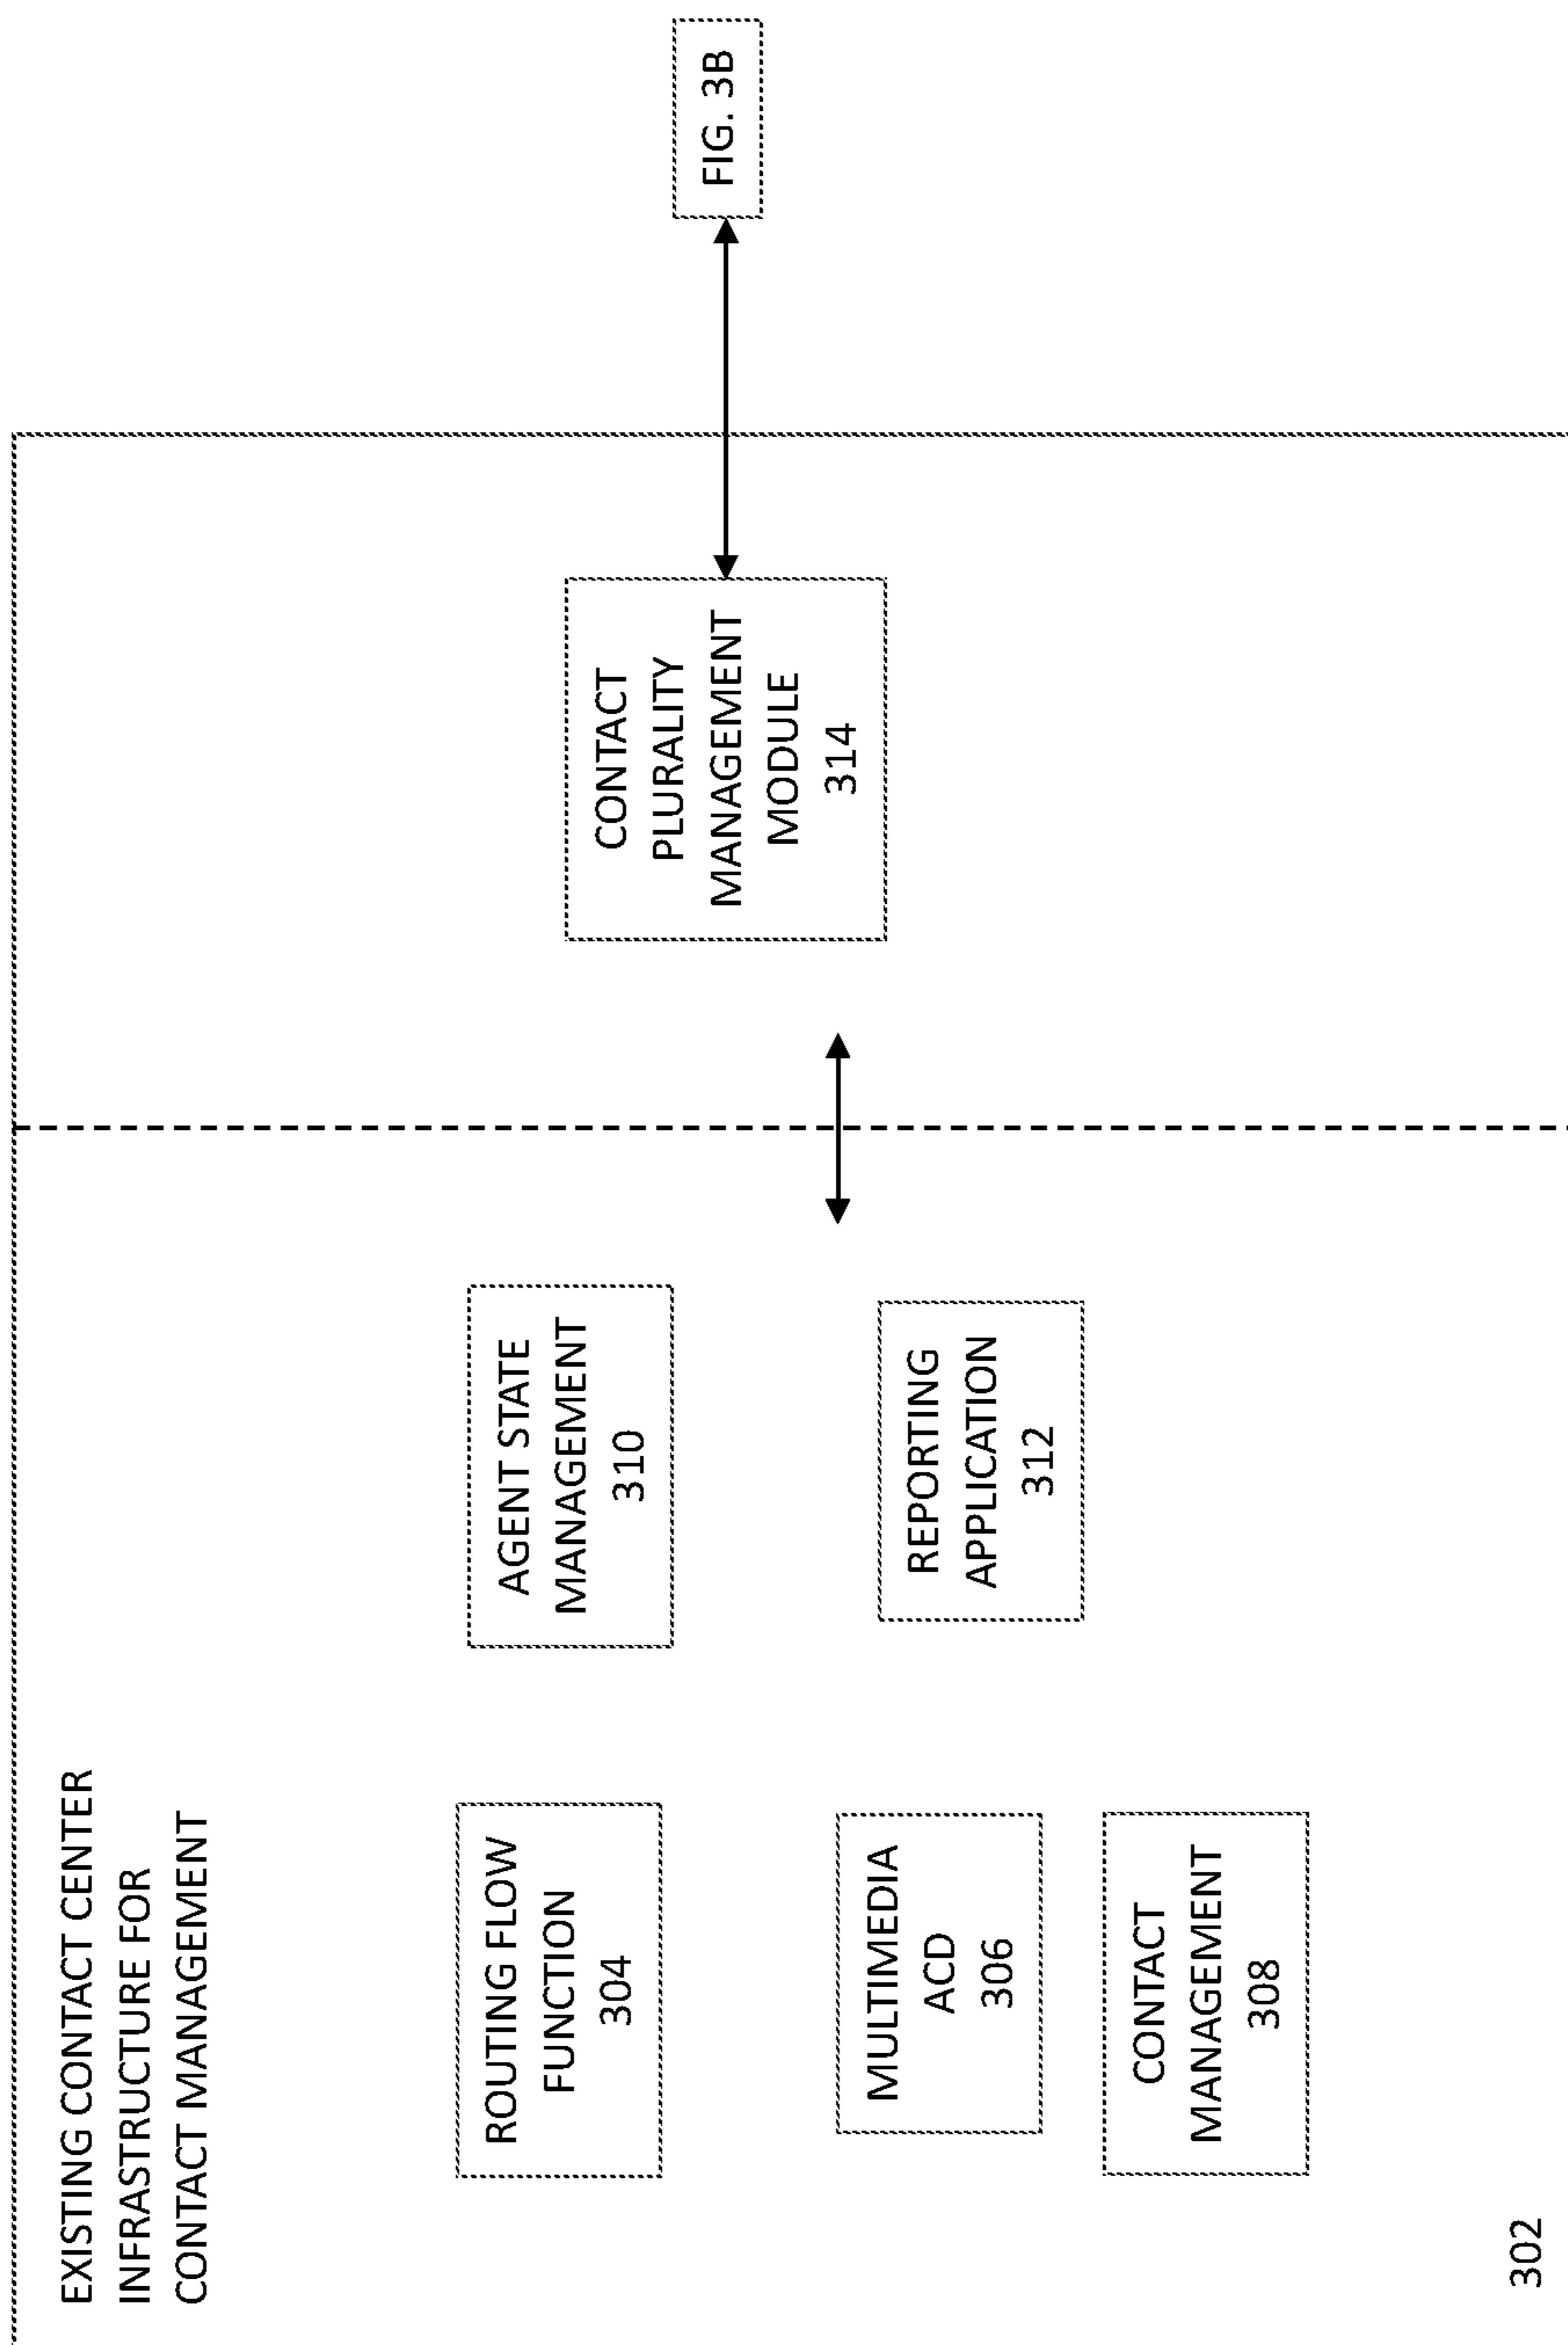 EXISTING CONTACT CENTER
INFRASTRUCTURE FOR
CONTACT MANAGEMENT
ROUTING FLOW
FUNCTION
304
AGENT STATE
MANAGEMENT
310
CONTACT
PLURALITY
MANAGEMENT
MODULE
314
FIG. 3B
MULTIMEDIA
ACD
306
REPORTING
APPLICATION
312
CONTACT
MANAGEMENT
308
302